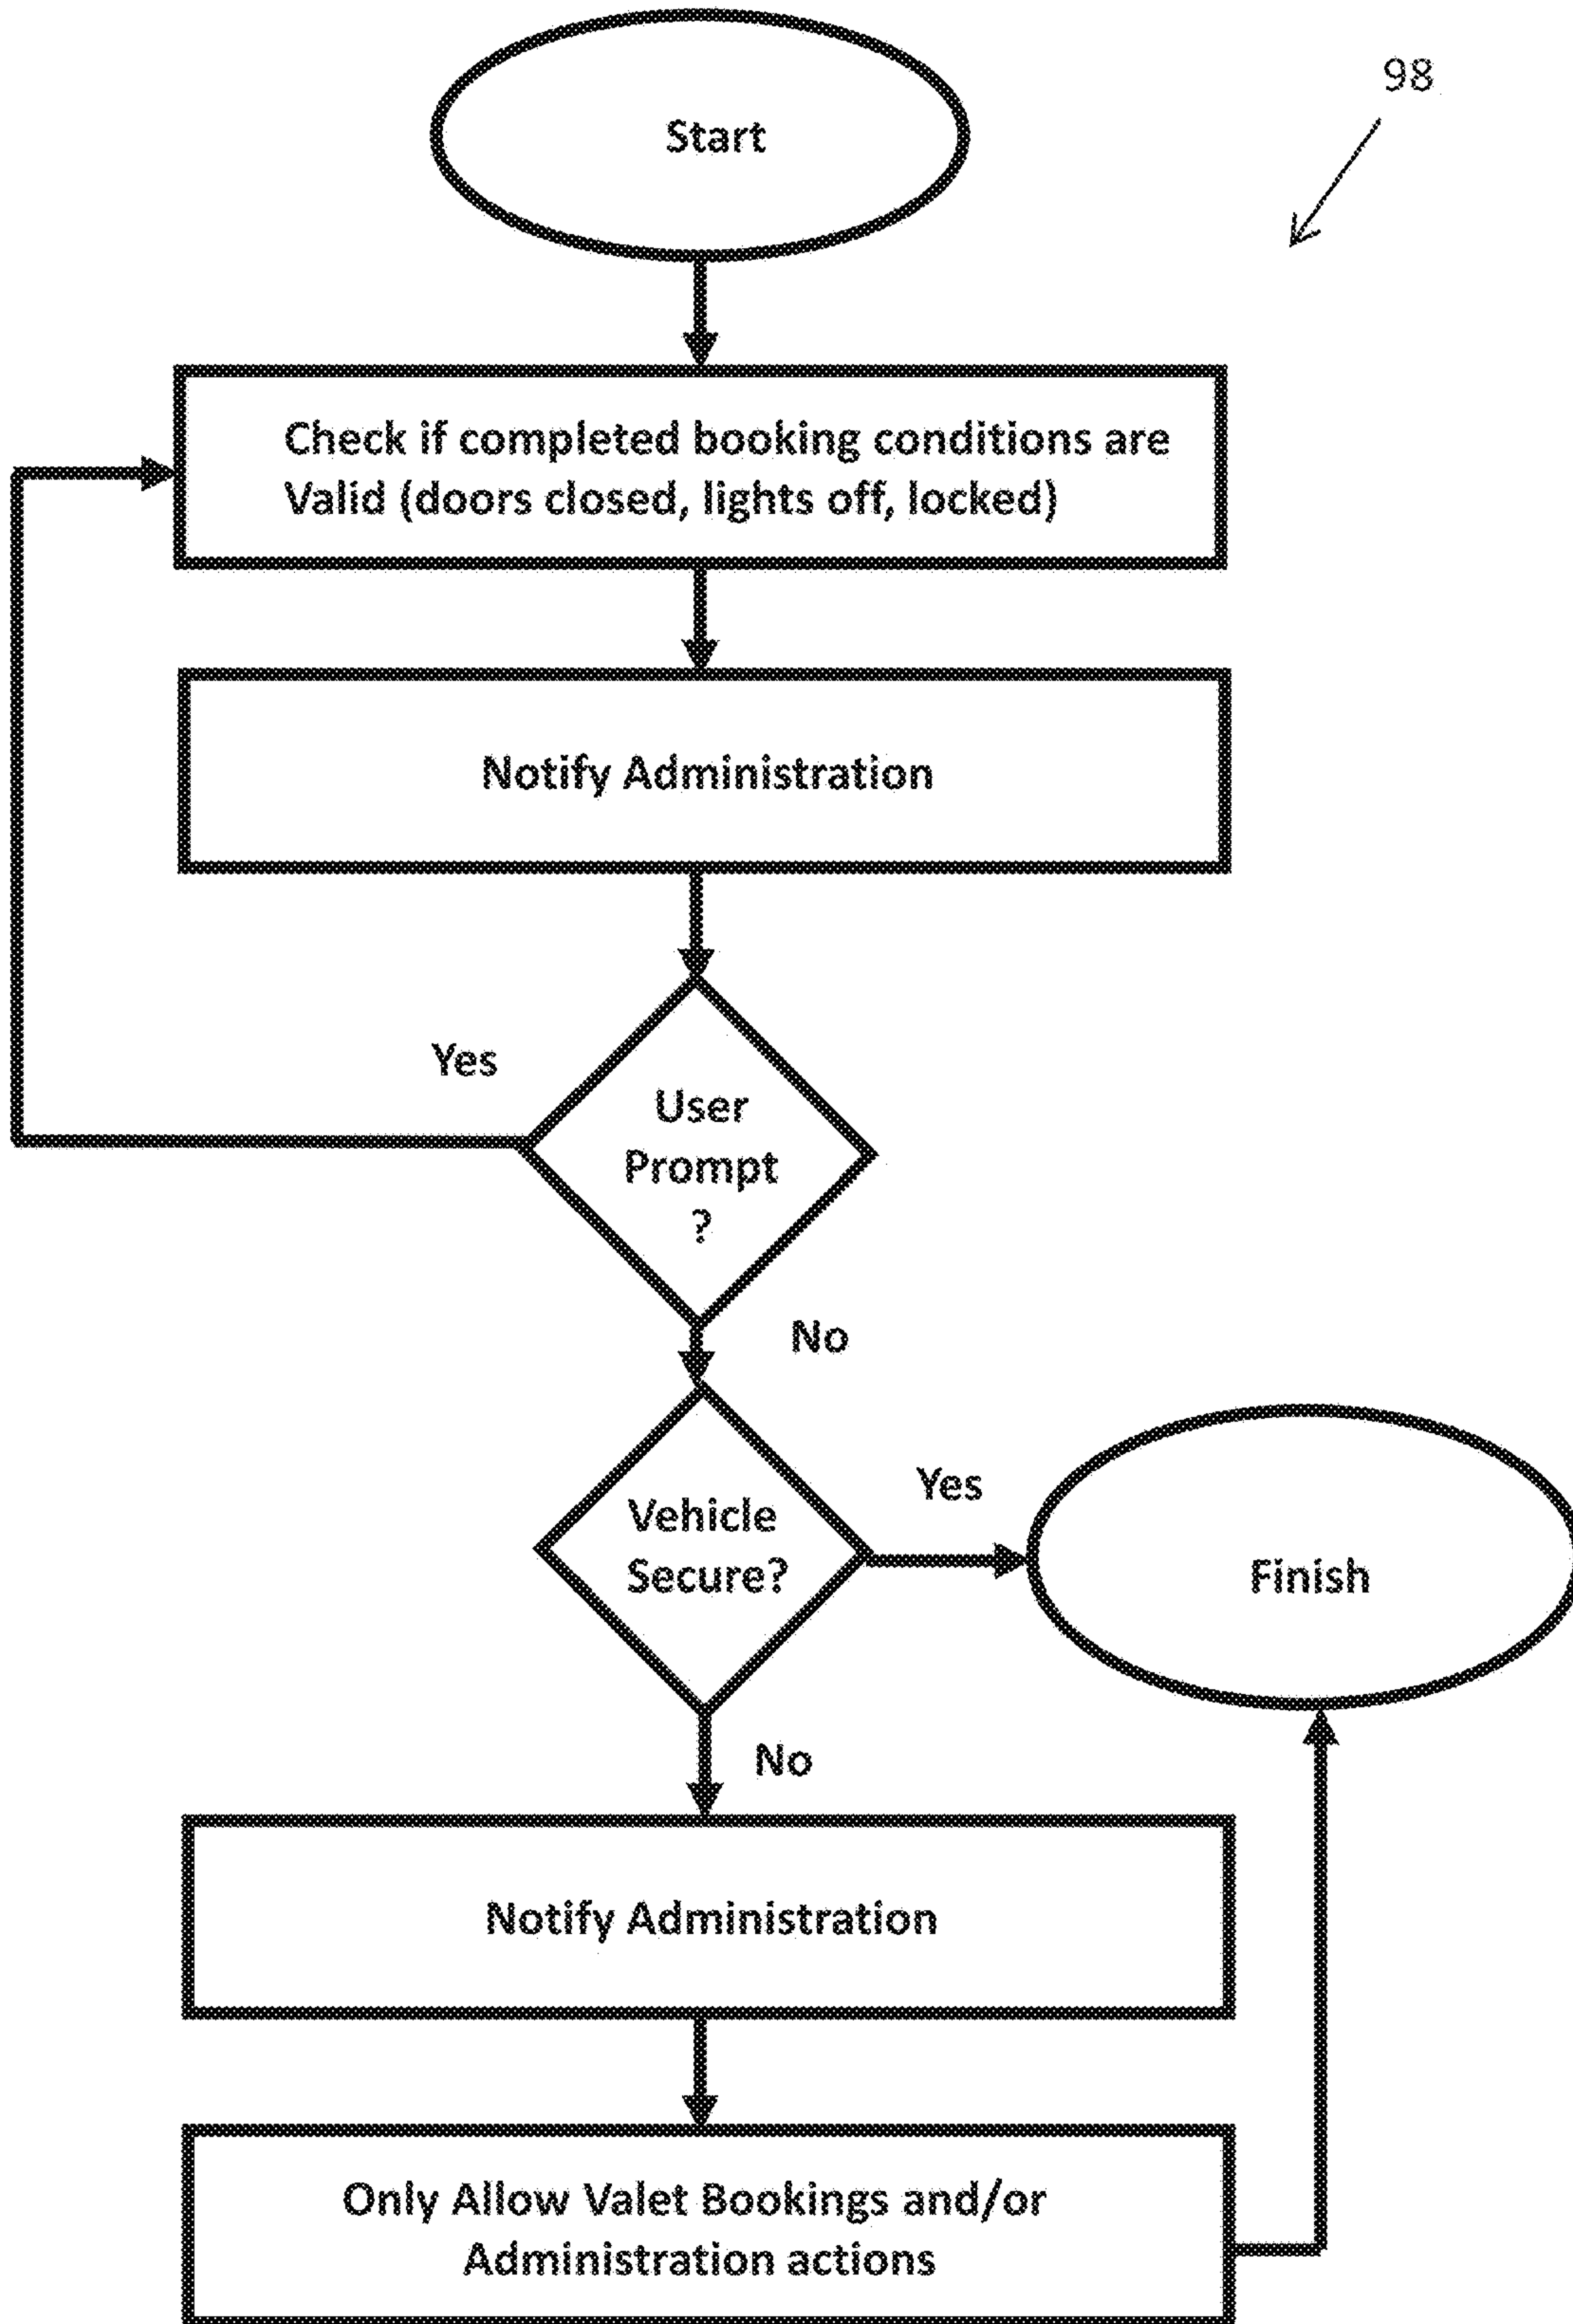 98
Start
Check if completed booking conditions are
Valid (doors closed, lights off, locked)
Notify Administration
Yes
User
Prompt
?
No
Vehicle
Secure?
Yes
Finish
No
Notify Administration
Only Allow Valet Bookings and/or
Administration actions